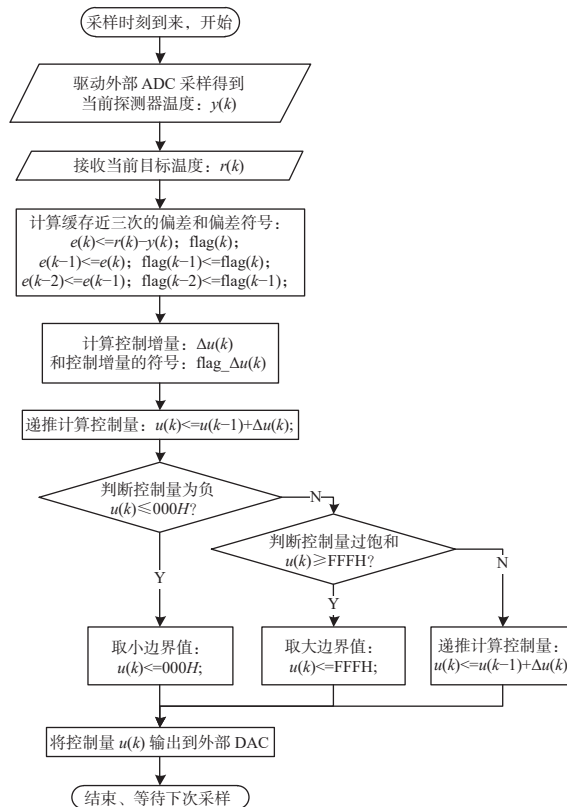 采样时刻到来，开始
驱动外部 ADC 采样得到
当前探测器温度：y(k)
接收当前目标温度：r(k)
计算缓存近三次的偏差和偏差符号：
e(k)<=r(k)−y(k)；flag(k)；
e(k−1)<=e(k)；flag(k−1)<=flag(k)；
e(k−2)<=e(k−1)；flag(k−2)<=flag(k−1)；
计算控制增量：Δu(k)
和控制增量的符号：flag_Δu(k)
递推计算控制量：u(k)<=u(k−1)+Δu(k);
判断控制量为负
u(k)≤000H?
N
判断控制量过饱和
u(k)≥FFFH?
Y
Y
N
取小边界值：
u(k)<=000H;
取大边界值：
u(k)<=FFFH;
递推计算控制量：
u(k)<=u(k−1)+Δu(k)
将控制量 u(k) 输出到外部 DAC
结束、等待下次采样